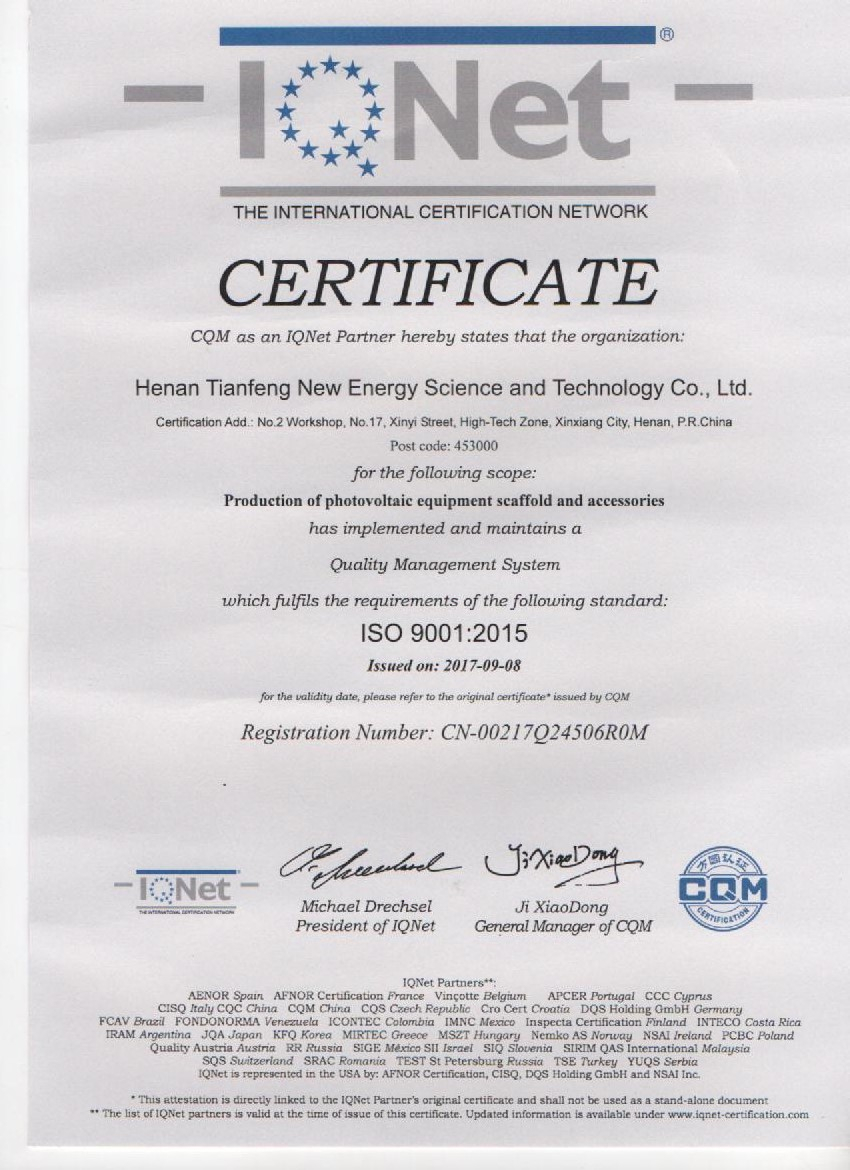 IQNet ®
THE INTERNATIONAL CERTIFICATION NETWORK
CERTIFICATE
CQM as an IQNet Partner hereby states that the organization:
Henan Tianfeng New Energy Science and Technology Co., Ltd.
Certification Add.: No.2 Workshop, No.17, Xinyi Street, High-Tech Zone, Xinxiang City, Henan, P.R.China
Post code: 453000
for the following scope:
Production of photovoltaic equipment scaffold and accessories
has implemented and maintains a
Quality Management System
which fulfils the requirements of the following standard:
ISO 9001:2015
Issued on: 2017-09-08
for the validity date, please refer to the original certificate* issued by CQM
Registration Number: CN-00217Q24506R0M
IQNet
THE INTERNATIONAL CERTIFICATION NETWORK
Michael Drechsel
President of IQNet
Ji XiaoDong
Ji XiaoDong
General Manager of CQM
方圆认证
CQM
CERTIFICATION
IQNet Partners**:
AENOR Spain AFNOR Certification France Vinçotte Belgium APCER Portugal CCC Cyprus
CISQ Italy CQC China CQM China CQS Czech Republic Cro Cert Croatia DQS Holding GmbH Germany
FCAV Brazil FONDONORMA Venezuela ICONTEC Colombia IMNC Mexico Inspecta Certification Finland INTECO Costa Rica
IRAM Argentina JQA Japan KFQ Korea MIRTEC Greece MSZT Hungary Nemko AS Norway NSAI Ireland PCBC Poland
Quality Austria Austria RR Russia SIGE México SII Israel SIQ Slovenia SIRIM QAS International Malaysia
SQS Switzerland SRAC Romania TEST St Petersburg Russia TSE Turkey YUQS Serbia
IQNet is represented in the USA by: AFNOR Certification, CISQ, DQS Holding GmbH and NSAI Inc.
* This attestation is directly linked to the IQNet Partner's original certificate and shall not be used as a stand-alone document
** The list of IQNet partners is valid at the time of issue of this certificate. Updated information is available under www.iqnet-certification.com